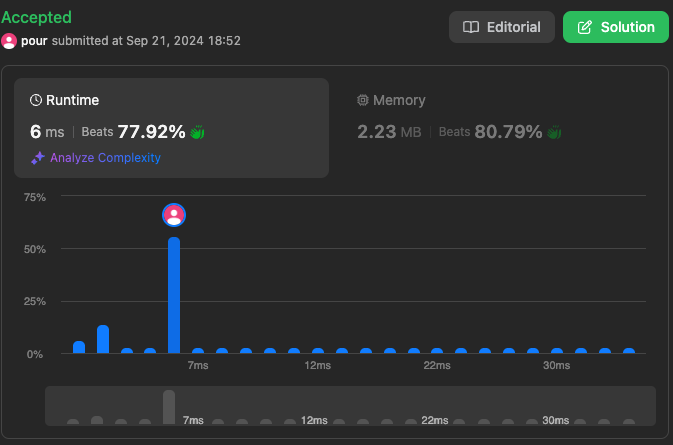 Accepted
pour submitted at Sep 21, 2024 18:52
Editorial
Solution
Runtime
6 ms | Beats 77.92%
Analyze Complexity
Memory
2.23 MB | Beats 80.79%
75%
50%
25%
0%
7ms 12ms 22ms 30ms
7ms 12ms 22ms 30ms